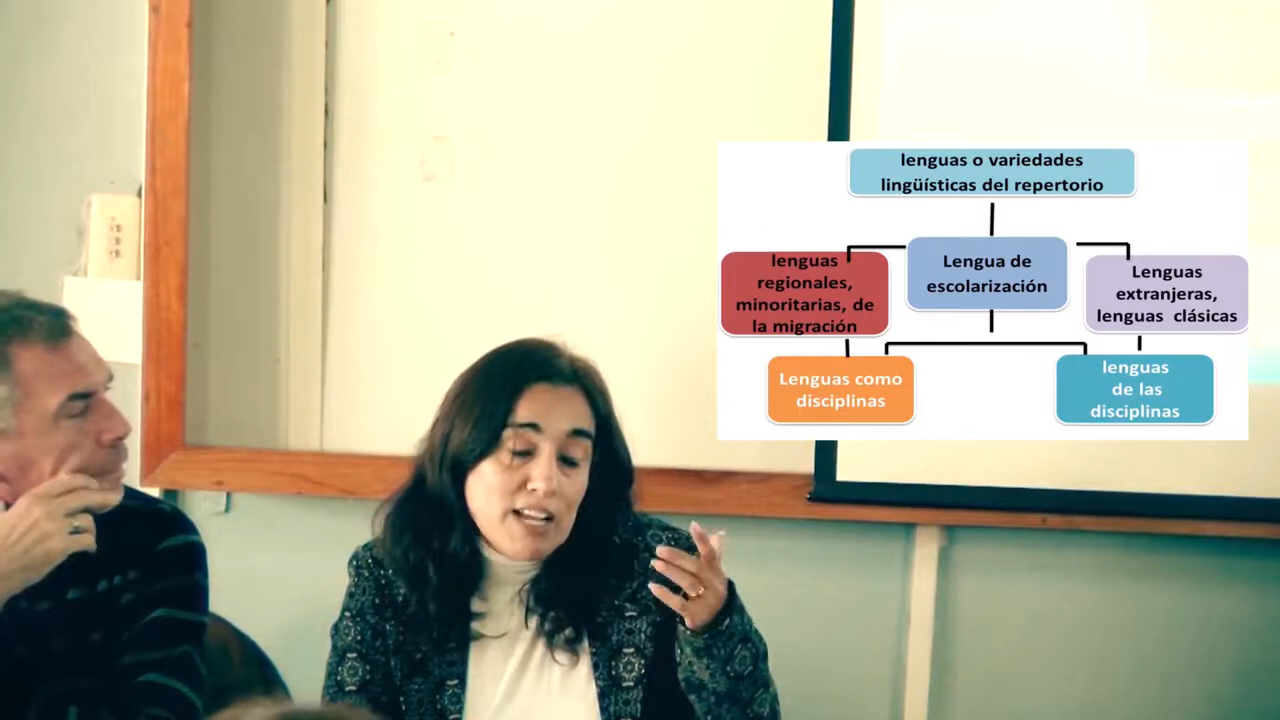 lenguas o variedades
lingüísticas del repertorio
lenguas
regionales,
minoritarias, de
la migración
Lengua de
escolarización
Lenguas
extranjeras,
lenguas clásicas
Lenguas como
disciplinas
lenguas
de las
disciplinas